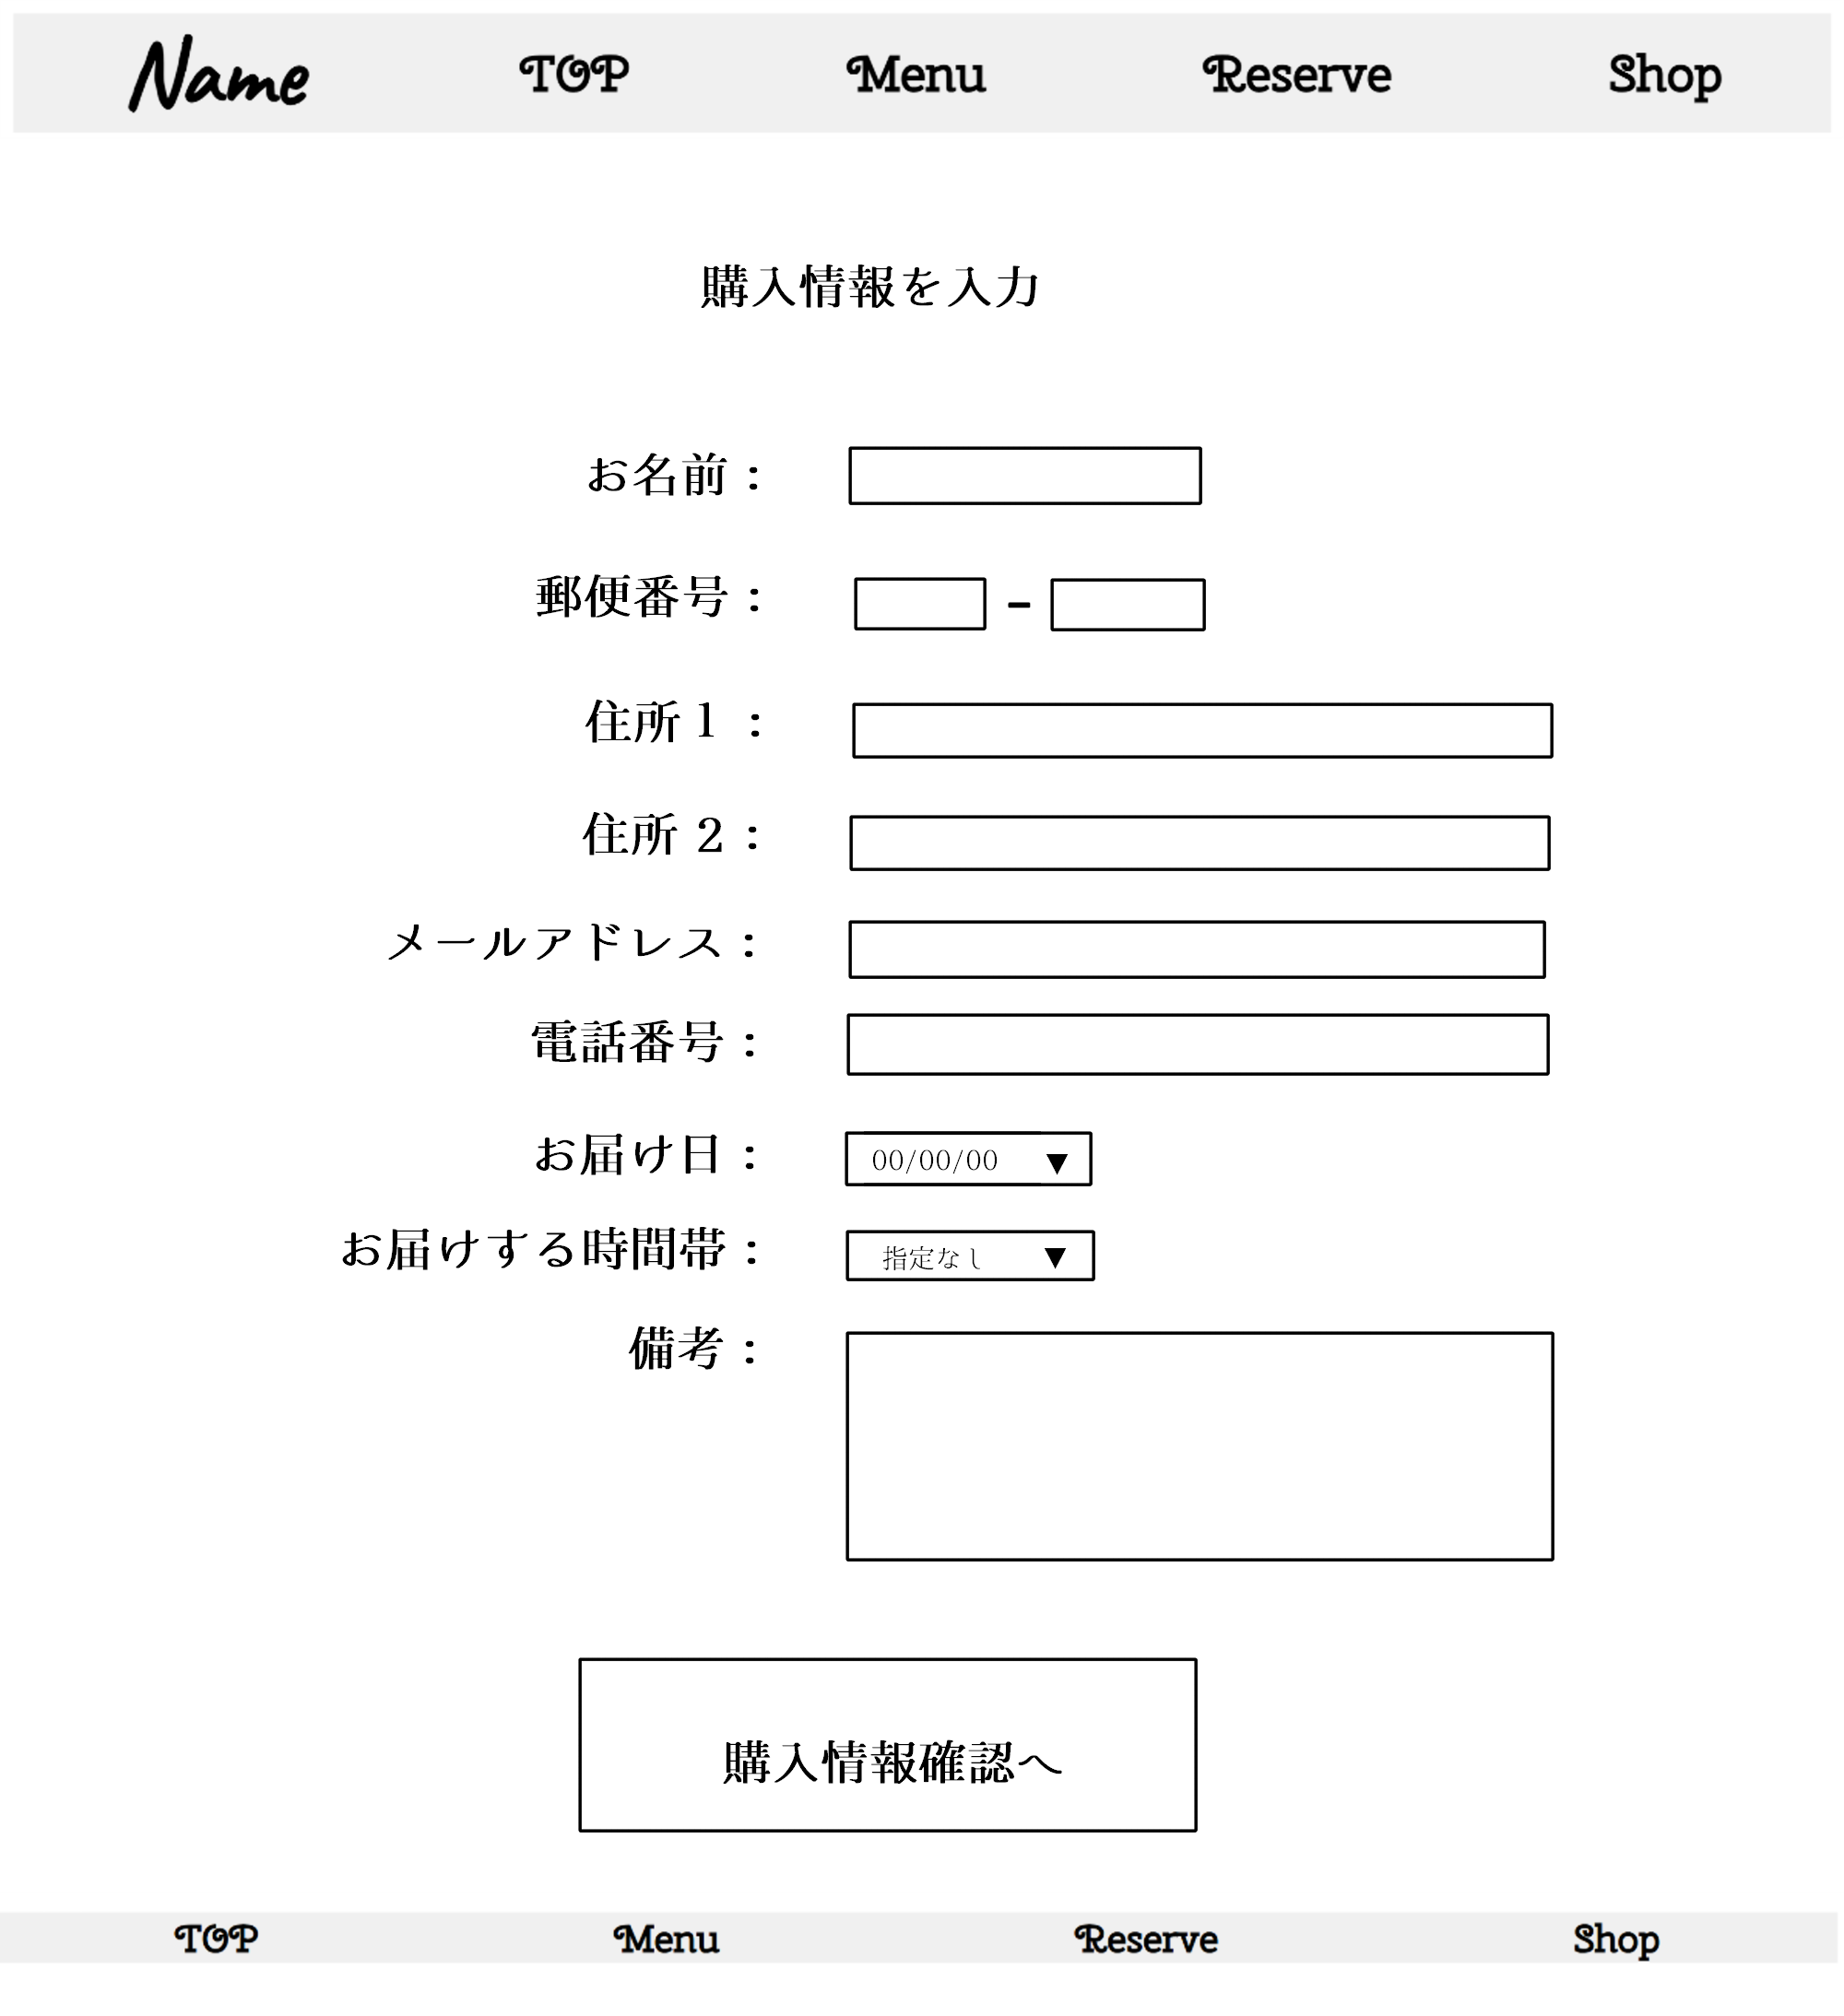 Name TOP Menu Reserve Shop
購入情報を入力
お名前：
郵便番号： -
住所1 ：
住所 2 ：
メールアドレス：
電話番号：
お届け日： 00/00/00 ▼
お届けする時間帯： 指定なし ▼
備考：
購入情報確認へ
TOP Menu Reserve Shop